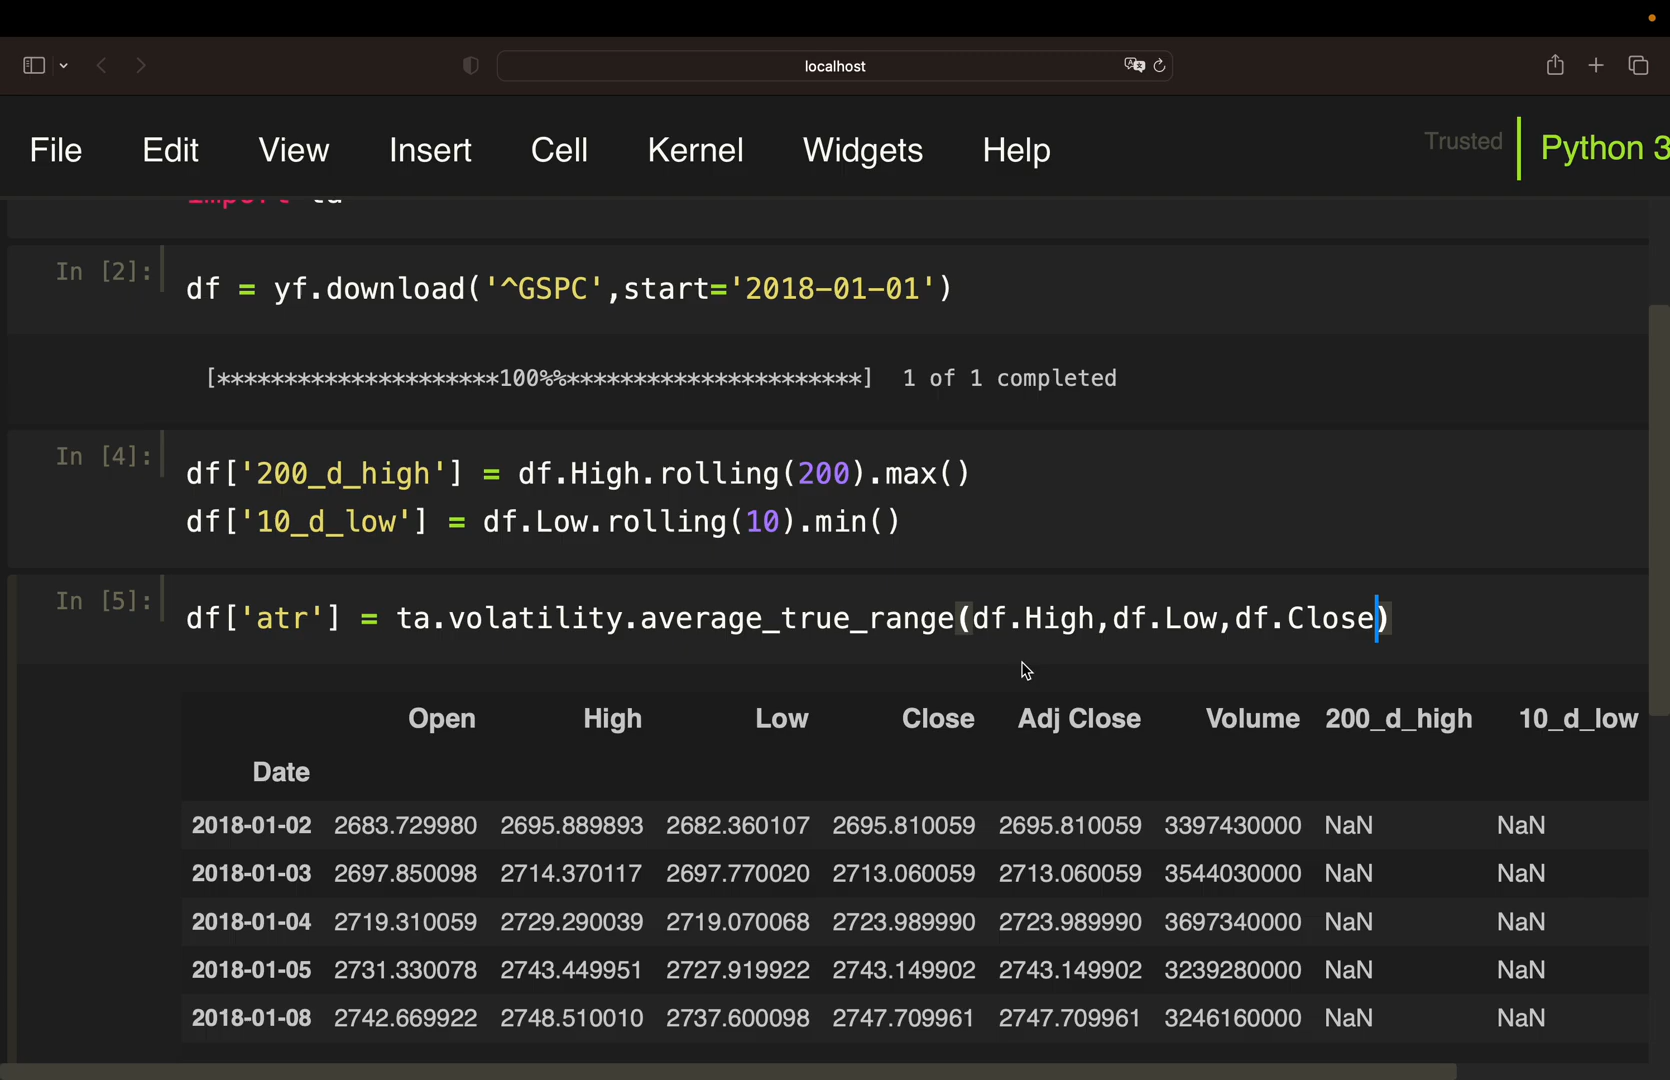 localhost
File Edit View Insert Cell Kernel Widgets Help Trusted Python 3
import ta
In [2]: df = yf.download('^GSPC',start='2018-01-01')
[*********************100%%**********************] 1 of 1 completed
In [4]: df['200_d_high'] = df.High.rolling(200).max()
df['10_d_low'] = df.Low.rolling(10).min()
In [5]: df['atr'] = ta.volatility.average_true_range(df.High,df.Low,df.Close)
Open High Low Close Adj Close Volume 200_d_high 10_d_low
Date
2018-01-02 2683.729980 2695.889893 2682.360107 2695.810059 2695.810059 3397430000 NaN NaN
2018-01-03 2697.850098 2714.370117 2697.770020 2713.060059 2713.060059 3544030000 NaN NaN
2018-01-04 2719.310059 2729.290039 2719.070068 2723.989990 2723.989990 3697340000 NaN NaN
2018-01-05 2731.330078 2743.449951 2727.919922 2743.149902 2743.149902 3239280000 NaN NaN
2018-01-08 2742.669922 2748.510010 2737.600098 2747.709961 2747.709961 3246160000 NaN NaN